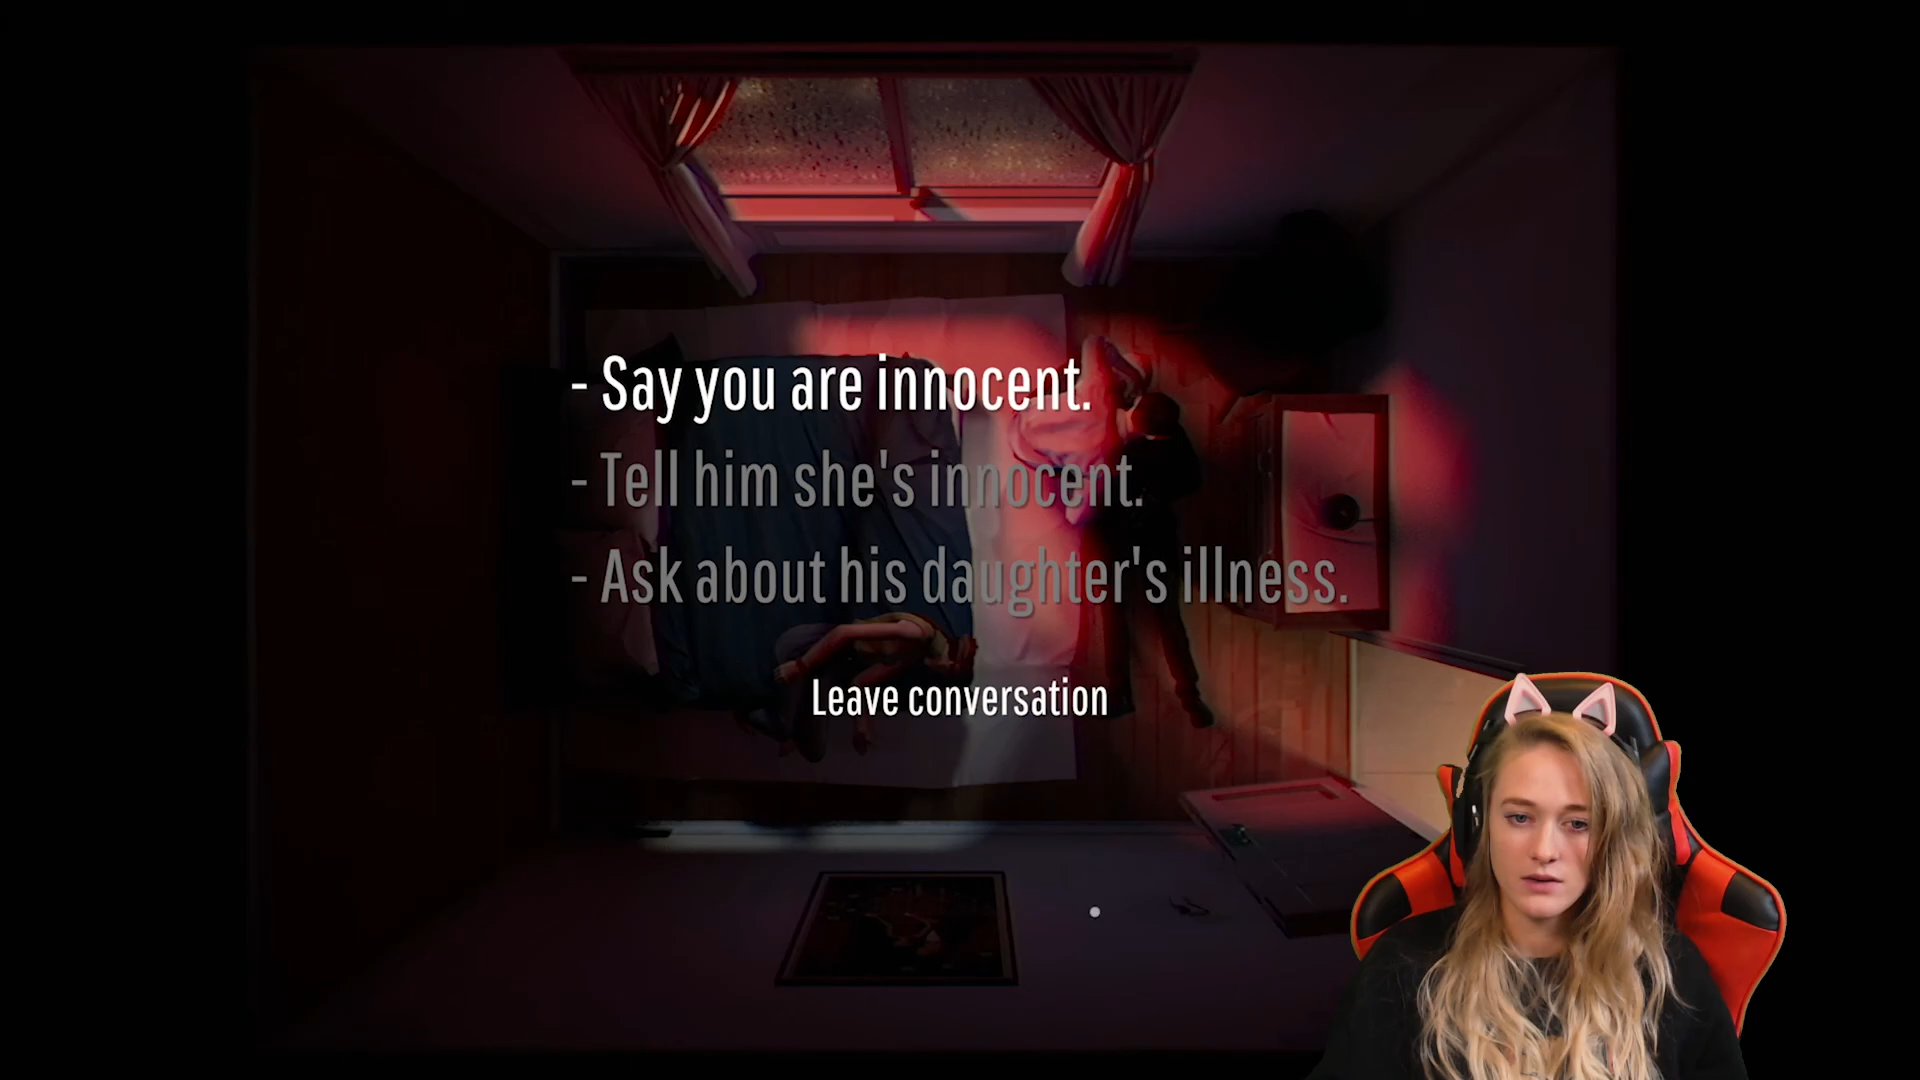 - Say you are innocent.
- Tell him she's innocent.
- Ask about his daughter's illness.
Leave conversation